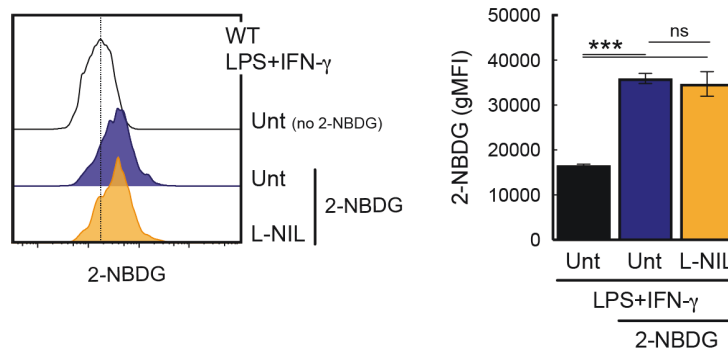 WT
LPS+IFN-γ
Unt (no 2-NBDG)
Unt
2-NBDG
L-NIL
2-NBDG
2-NBDG (gMFI)
50000
40000
30000
20000
10000
0
***
ns
Unt Unt L-NIL
LPS+IFN-γ
2-NBDG